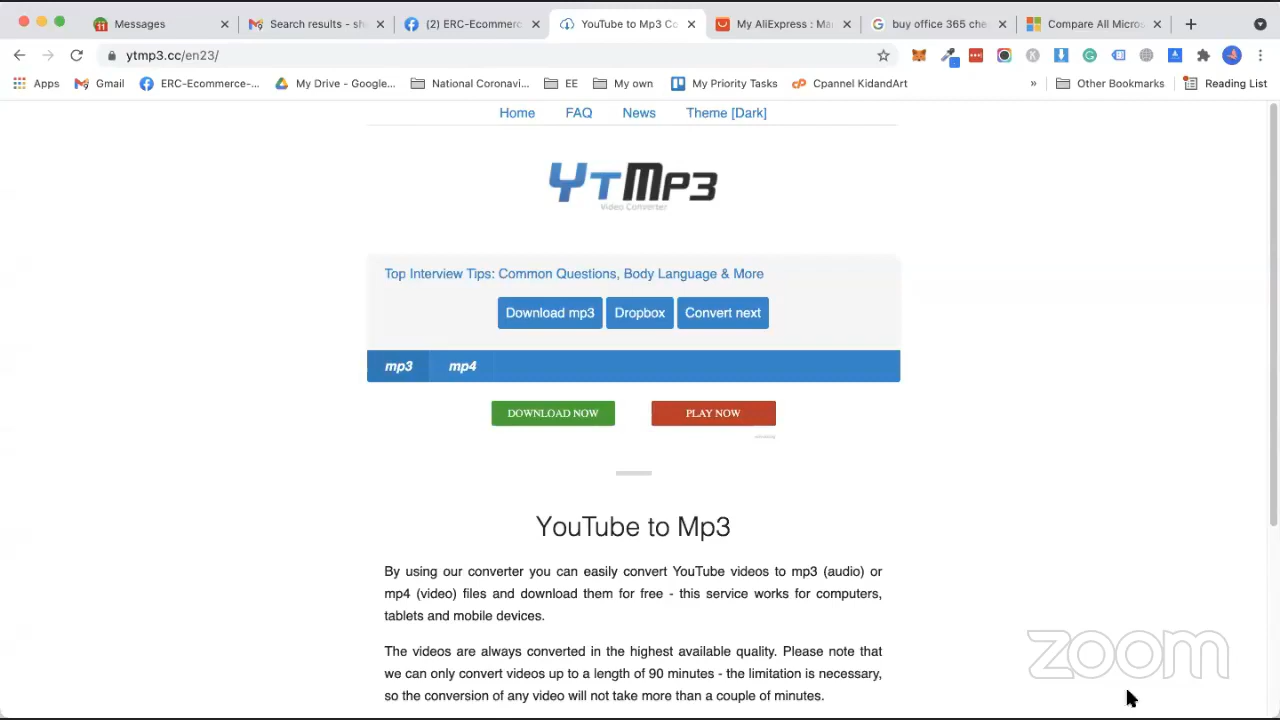 Messages
Search results - sh
(2) ERC-Ecommerc
YouTube to Mp3 Co
My AliExpress : Ma
buy office 365 che
Compare All Micros
ytmp3.cc/en23/
Apps
Gmail
ERC-Ecommerce-...
My Drive - Google...
National Coronavi...
EE
My own
My Priority Tasks
Cpannel KidandArt
»
Other Bookmarks
Reading List
Home
FAQ
News
Theme [Dark]
YtMp3
Video Converter
Top Interview Tips: Common Questions, Body Language & More
Download mp3
Dropbox
Convert next
mp3
mp4
DOWNLOAD NOW
PLAY NOW
YouTube to Mp3
By using our converter you can easily convert YouTube videos to mp3 (audio) or
mp4 (video) files and download them for free - this service works for computers,
tablets and mobile devices.
The videos are always converted in the highest available quality. Please note that
we can only convert videos up to a length of 90 minutes - the limitation is necessary,
so the conversion of any video will not take more than a couple of minutes.
zoom